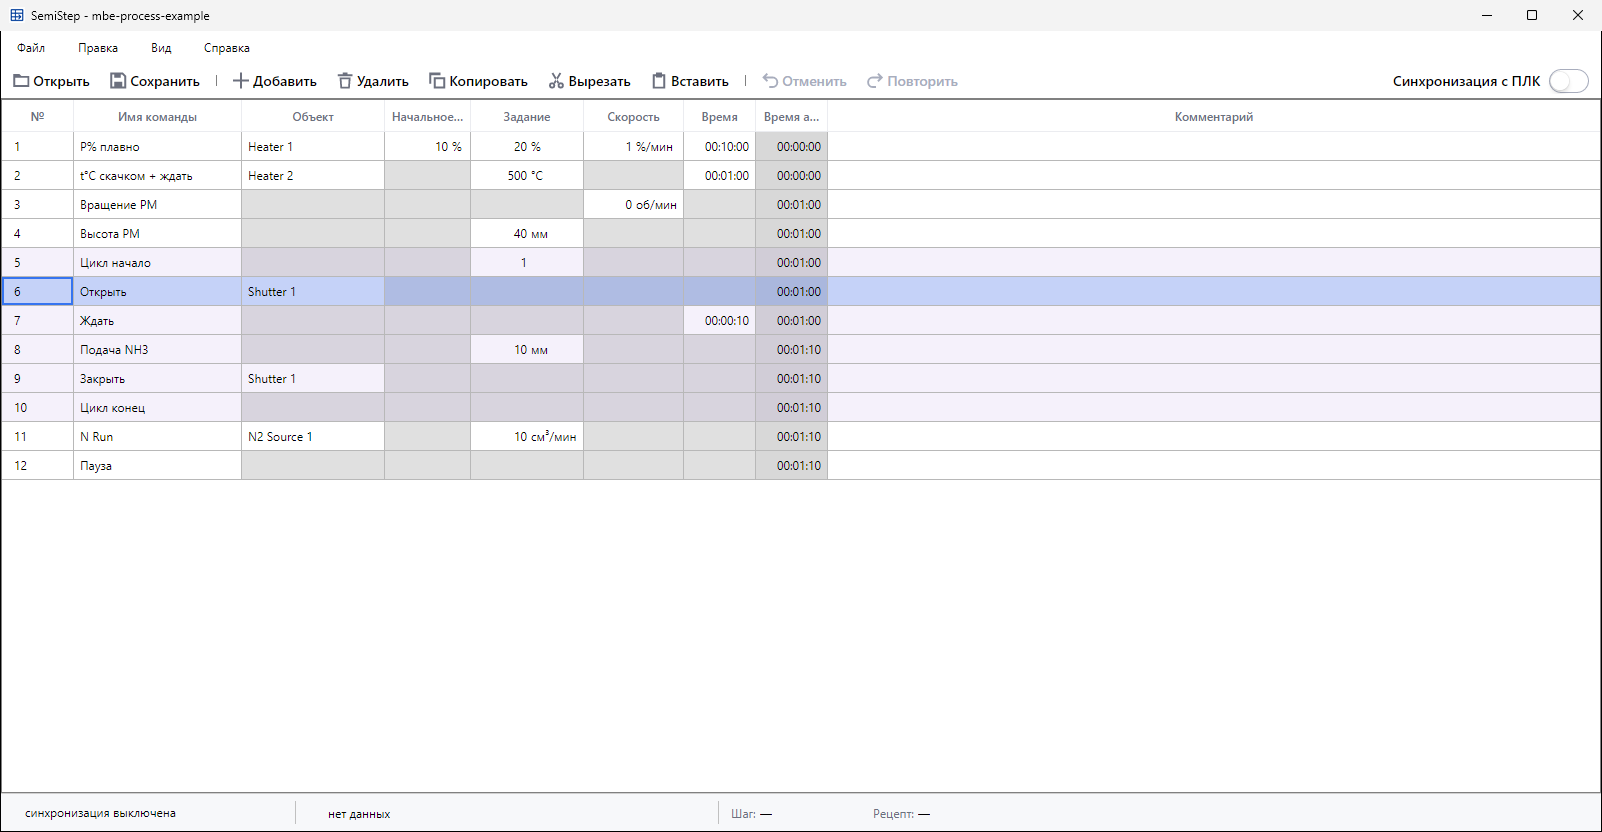 SemiStep - mbe-process-example
Файл Правка Вид Справка
Открыть Сохранить Добавить Удалить Копировать Вырезать Вставить Отменить Повторить Синхронизация с ПЛК
№ Имя команды Объект Начальное... Задание Скорость Время Время а... Комментарий
1 P% плавно Heater 1 10 % 20 % 1 %/мин 00:10:00 00:00:00
2 t°C скачком + ждать Heater 2 500 °C 00:01:00 00:00:00
3 Вращение РМ 0 об/мин 00:01:00
4 Высота РМ 40 мм 00:01:00
5 Цикл начало 1 00:01:00
6 Открыть Shutter 1 00:01:00
7 Ждать 00:00:10 00:01:00
8 Подача NH3 10 мм 00:01:10
9 Закрыть Shutter 1 00:01:10
10 Цикл конец 00:01:10
11 N Run N2 Source 1 10 см³/мин 00:01:10
12 Пауза 00:01:10
синхронизация выключена нет данных Шаг: — Рецепт: —